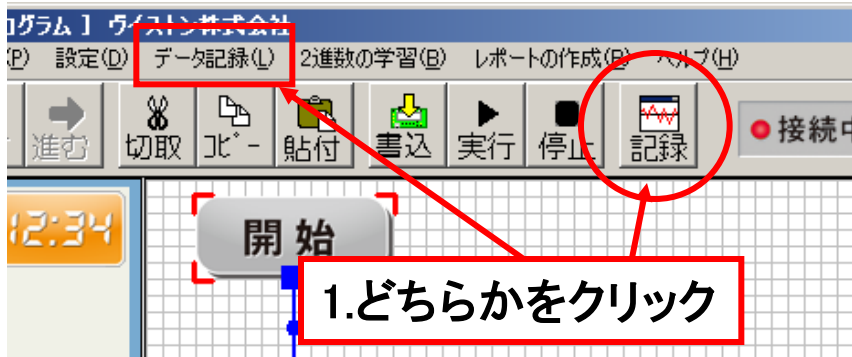 ログラム ] ヴイストン株式会社
(P) 設定(D) データ記録(L) 2進数の学習(B) レポートの作成(R) ヘルプ(H)
進む 切取 コピー 貼付 書込 実行 停止 記録 接続中
12:34
開始
1.どちらかをクリック